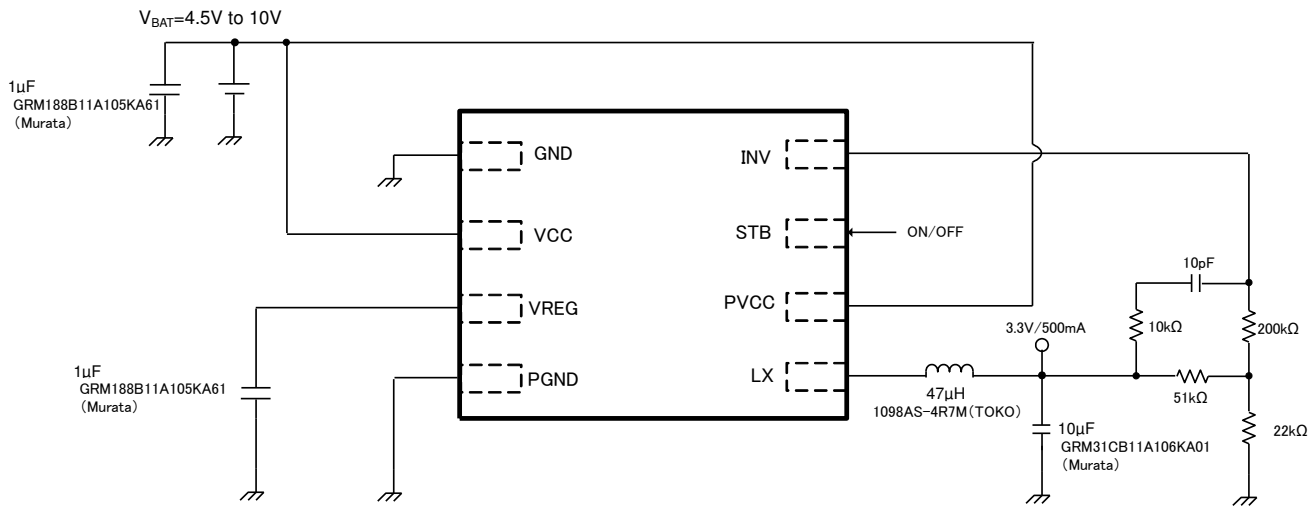 VBAT=4.5V to 10V
1μF
GRM188B11A105KA61
(Murata)
GND
VCC
VREG
PGND
INV
STB
PVCC
LX
ON/OFF
1μF
GRM188B11A105KA61
(Murata)
3.3V/500mA
47μH
1098AS-4R7M(TOKO)
10μF
GRM31CB11A106KA01
(Murata)
10pF
10kΩ
200kΩ
51kΩ
22kΩ